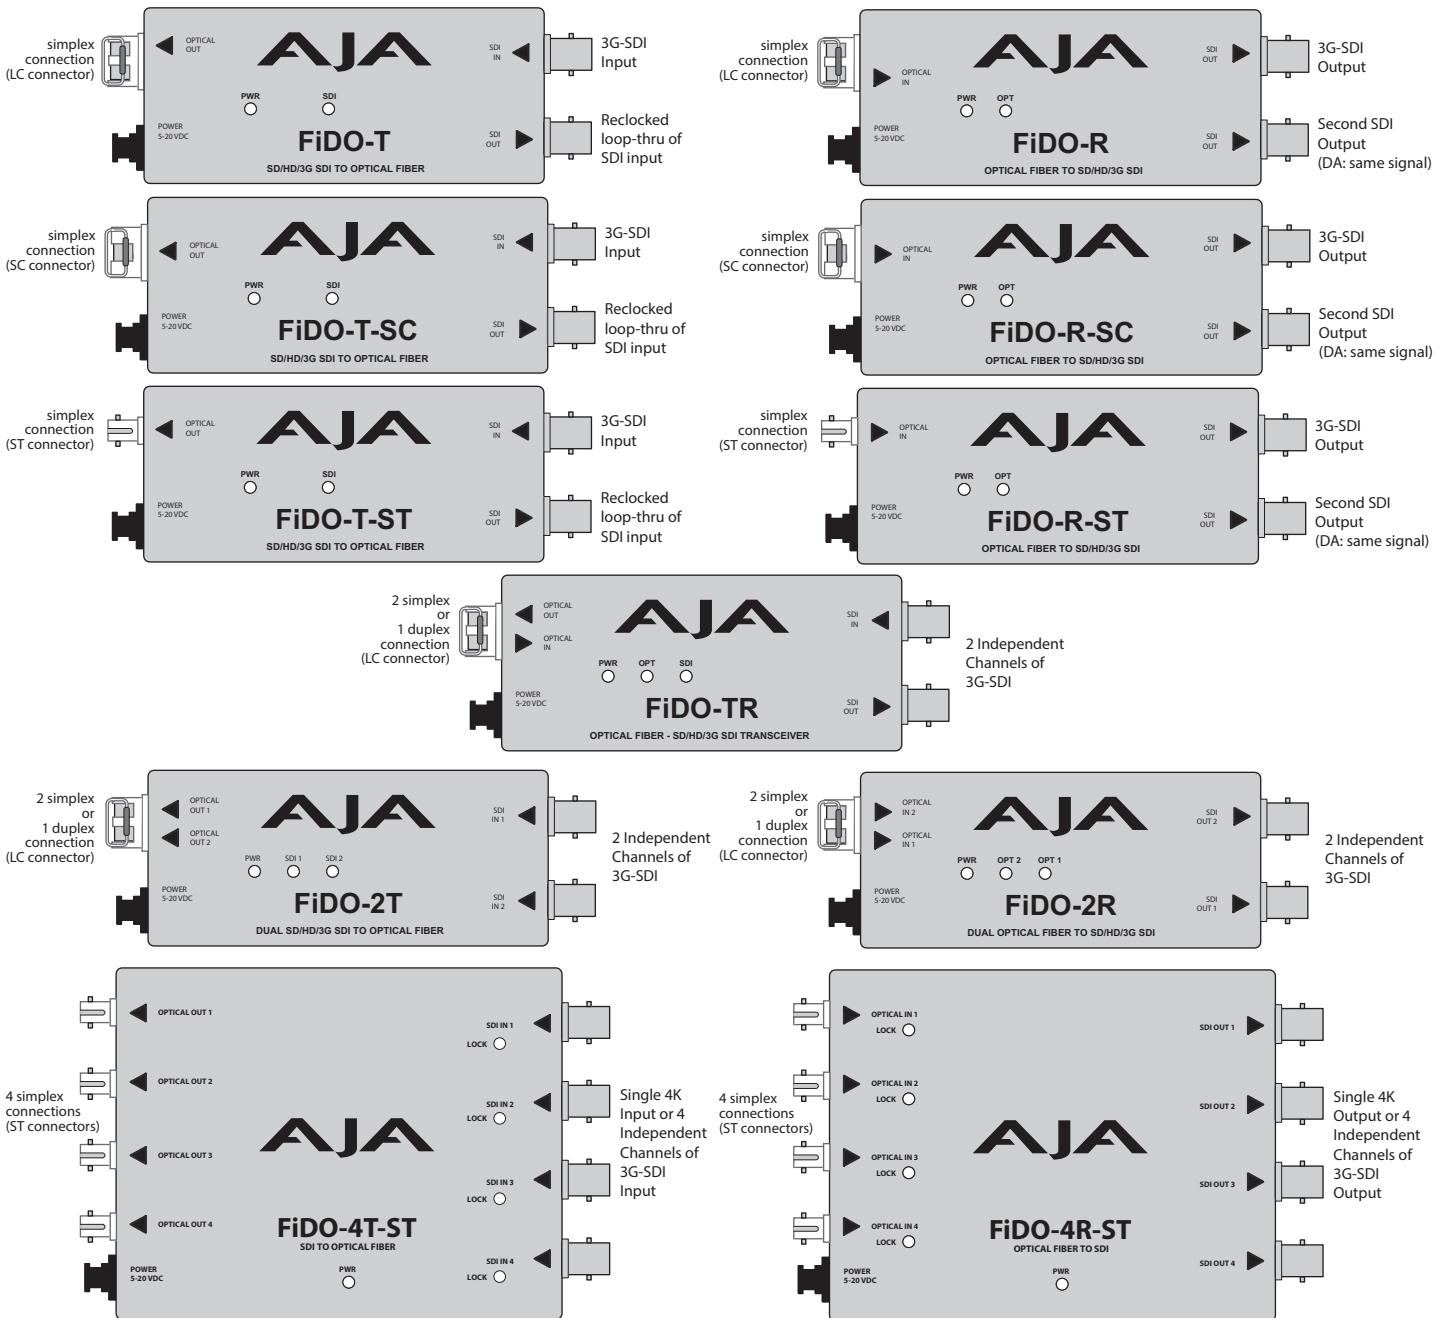 simplex
connection
(LC connector)
OPTICAL
OUT
AJA
SDI
IN
3G-SDI
Input
PWR
SDI
POWER
5-20 VDC
FiDO-T
SDI
OUT
Reclocked
loop-thru of
SDI input
SD/HD/3G SDI TO OPTICAL FIBER
simplex
connection
(LC connector)
OPTICAL
IN
AJA
SDI
OUT
3G-SDI
Output
PWR
OPT
POWER
5-20 VDC
FiDO-R
SDI
OUT
Second SDI
Output
(DA: same signal)
OPTICAL FIBER TO SD/HD/3G SDI
simplex
connection
(SC connector)
OPTICAL
OUT
AJA
SDI
IN
3G-SDI
Input
PWR
SDI
POWER
5-20 VDC
FiDO-T-SC
SDI
OUT
Reclocked
loop-thru of
SDI input
SD/HD/3G SDI TO OPTICAL FIBER
simplex
connection
(SC connector)
OPTICAL
IN
AJA
SDI
OUT
3G-SDI
Output
PWR
OPT
POWER
5-20 VDC
FiDO-R-SC
SDI
OUT
Second SDI
Output
(DA: same signal)
OPTICAL FIBER TO SD/HD/3G SDI
simplex
connection
(ST connector)
OPTICAL
OUT
AJA
SDI
IN
3G-SDI
Input
PWR
SDI
POWER
5-20 VDC
FiDO-T-ST
SDI
OUT
Reclocked
loop-thru of
SDI input
SD/HD/3G SDI TO OPTICAL FIBER
simplex
connection
(ST connector)
OPTICAL
IN
AJA
SDI
OUT
3G-SDI
Output
PWR
OPT
POWER
5-20 VDC
FiDO-R-ST
SDI
OUT
Second SDI
Output
(DA: same signal)
OPTICAL FIBER TO SD/HD/3G SDI
2 simplex
or
1 duplex
connection
(LC connector)
OPTICAL
OUT
OPTICAL
IN
AJA
SDI
IN
PWR
OPT
SDI
2 Independent
Channels of
3G-SDI
POWER
5-20 VDC
FiDO-TR
SDI
OUT
OPTICAL FIBER - SD/HD/3G SDI TRANSCEIVER
2 simplex
or
1 duplex
connection
(LC connector)
OPTICAL
OUT 1
OPTICAL
OUT 2
AJA
SDI
IN 1
PWR
SDI 1
SDI 2
2 Independent
Channels of
3G-SDI
POWER
5-20 VDC
FiDO-2T
SDI
IN 2
DUAL SD/HD/3G SDI TO OPTICAL FIBER
2 simplex
or
1 duplex
connection
(LC connector)
OPTICAL
IN 2
OPTICAL
IN 1
AJA
SDI
OUT 2
PWR
OPT 2
OPT 1
2 Independent
Channels of
3G-SDI
POWER
5-20 VDC
FiDO-2R
SDI
OUT 1
DUAL OPTICAL FIBER TO SD/HD/3G SDI
4 simplex
connections
(ST connectors)
OPTICAL OUT 1
OPTICAL OUT 2
OPTICAL OUT 3
OPTICAL OUT 4
POWER
5-20 VDC
AJA
FiDO-4T-ST
SDI TO OPTICAL FIBER
PWR
SDI IN 1
LOCK
SDI IN 2
LOCK
SDI IN 3
LOCK
SDI IN 4
LOCK
Single 4K
Input or 4
Independent
Channels of
3G-SDI
Input
4 simplex
connections
(ST connectors)
OPTICAL IN 1
LOCK
OPTICAL IN 2
LOCK
OPTICAL IN 3
LOCK
OPTICAL IN 4
LOCK
POWER
5-20 VDC
AJA
FiDO-4R-ST
OPTICAL FIBER TO SDI
PWR
SDI OUT 1
SDI OUT 2
SDI OUT 3
SDI OUT 4
Single 4K
Output or 4
Independent
Channels of
3G-SDI
Output